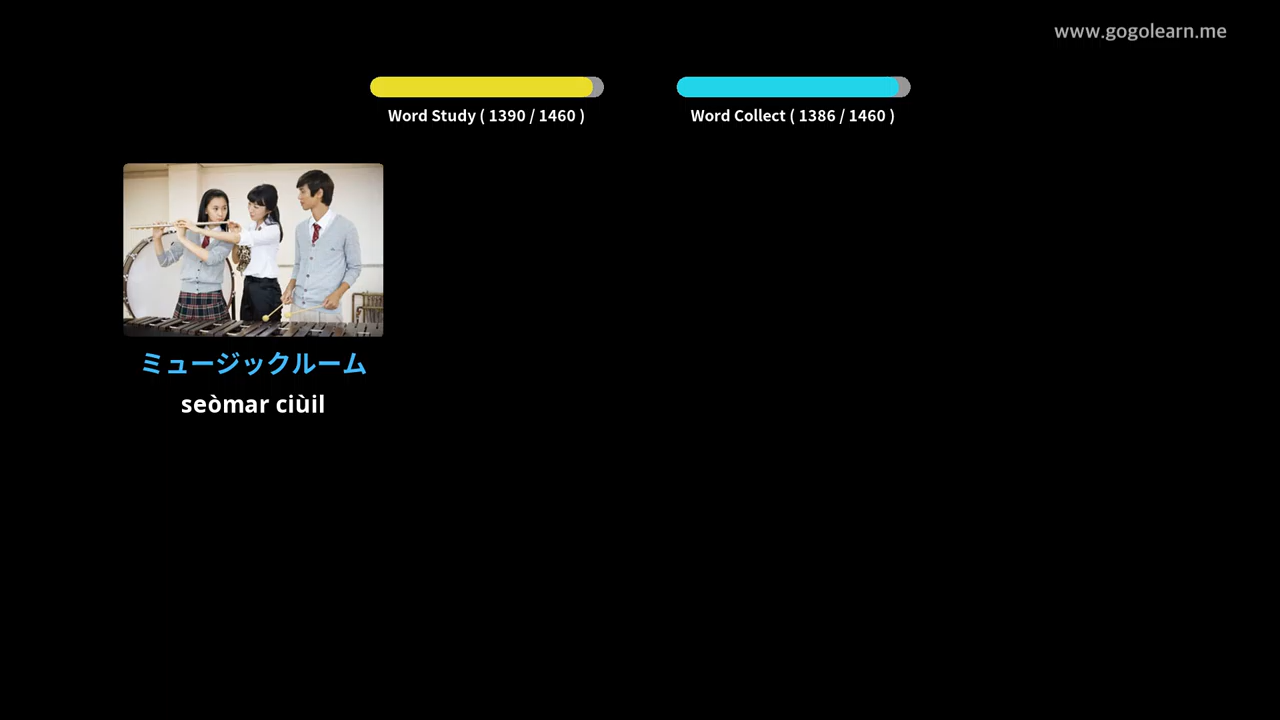 www.gogolearn.me
Word Study ( 1390 / 1460 )
Word Collect ( 1386 / 1460 )
ミュージックルーム
seòmar ciùil